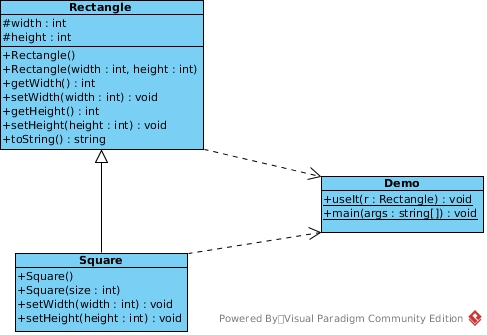 Rectangle
#width : int
#height : int
+Rectangle()
+Rectangle(width : int, height : int)
+getWidth() : int
+setWidth(width : int) : void
+getHeight() : int
+setHeight(height : int) : void
+toString() : string
Demo
+useIt(r : Rectangle) : void
+main(args : string[]) : void
Square
+Square()
+Square(size : int)
+setWidth(width : int) : void
+setHeight(height : int) : void
Powered By Visual Paradigm Community Edition